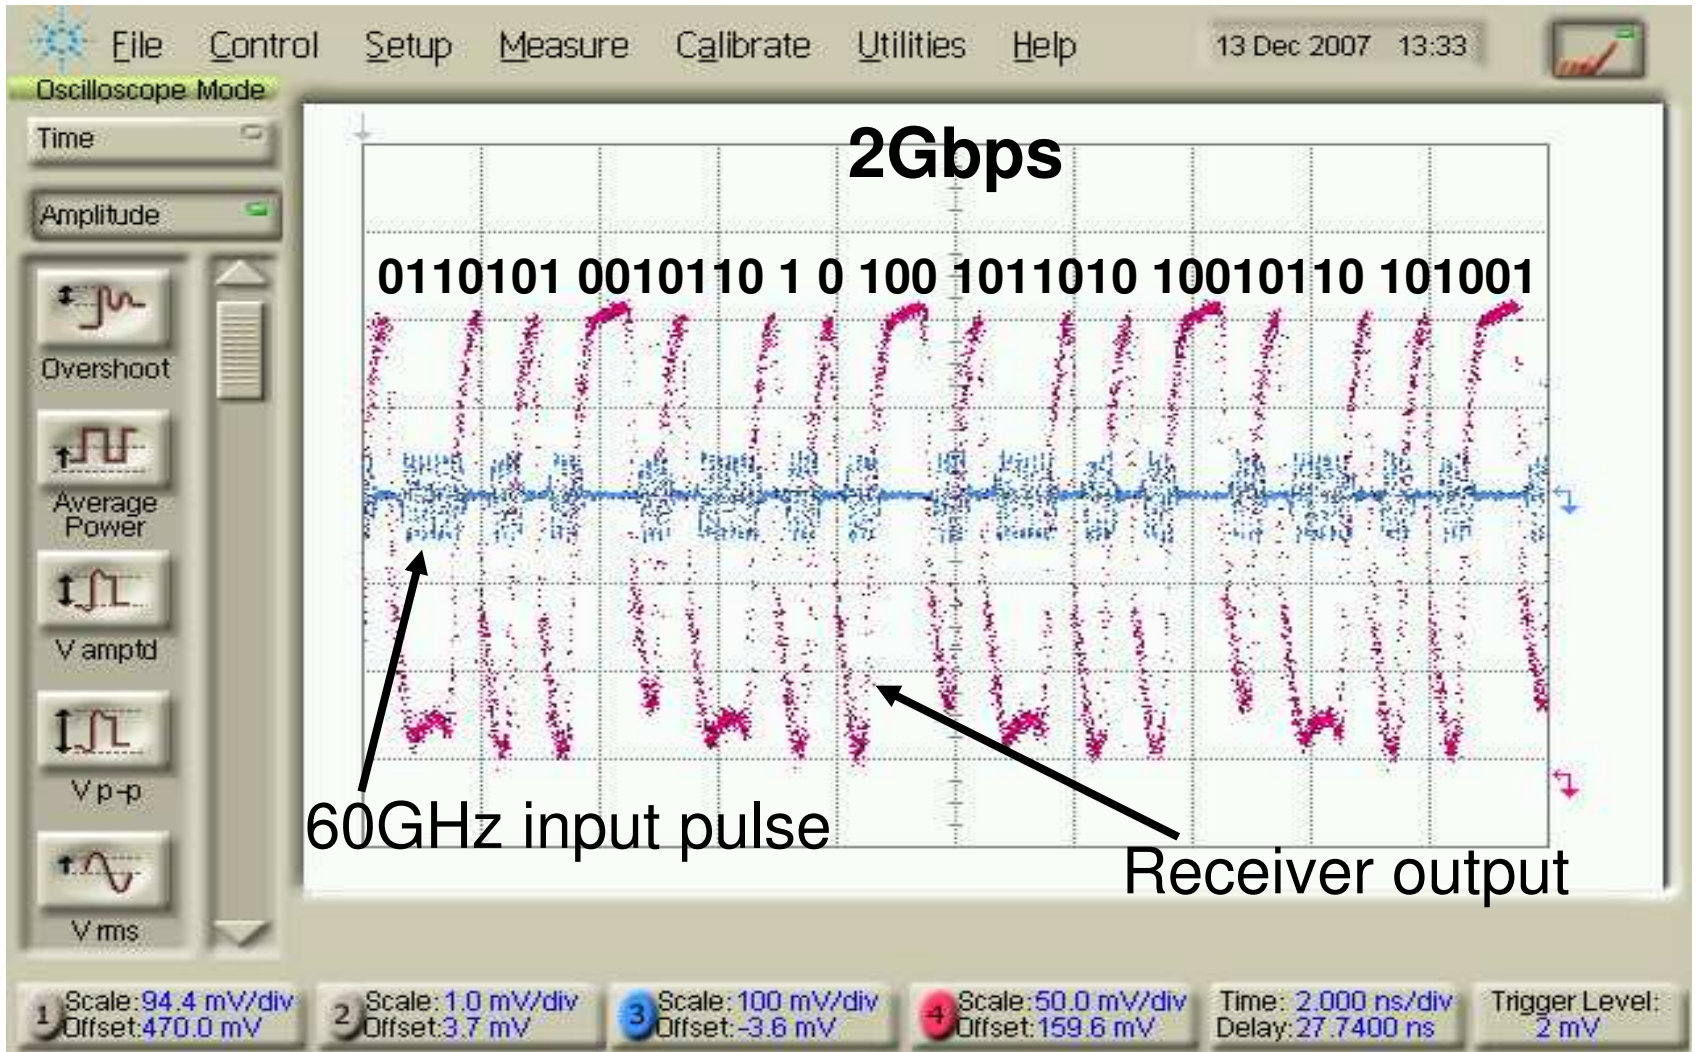 File Control Setup Measure Calibrate Utilities Help 13 Dec 2007 13:33
Oscilloscope Mode
Time
Amplitude
Overshoot
Average
Power
V amptd
V p-p
V rms
2Gbps
0110101 0010110 1 0 100 1011010 10010110 101001
60GHz input pulse
Receiver output
1 Scale:94.4 mV/div
Offset:470.0 mV
2 Scale:1.0 mV/div
Offset:3.7 mV
3 Scale:100 mV/div
Offset:-3.6 mV
4 Scale:50.0 mV/div
Offset:159.6 mV
Time: 2.000 ns/div
Delay:27.7400 ns
Trigger Level:
2 mV